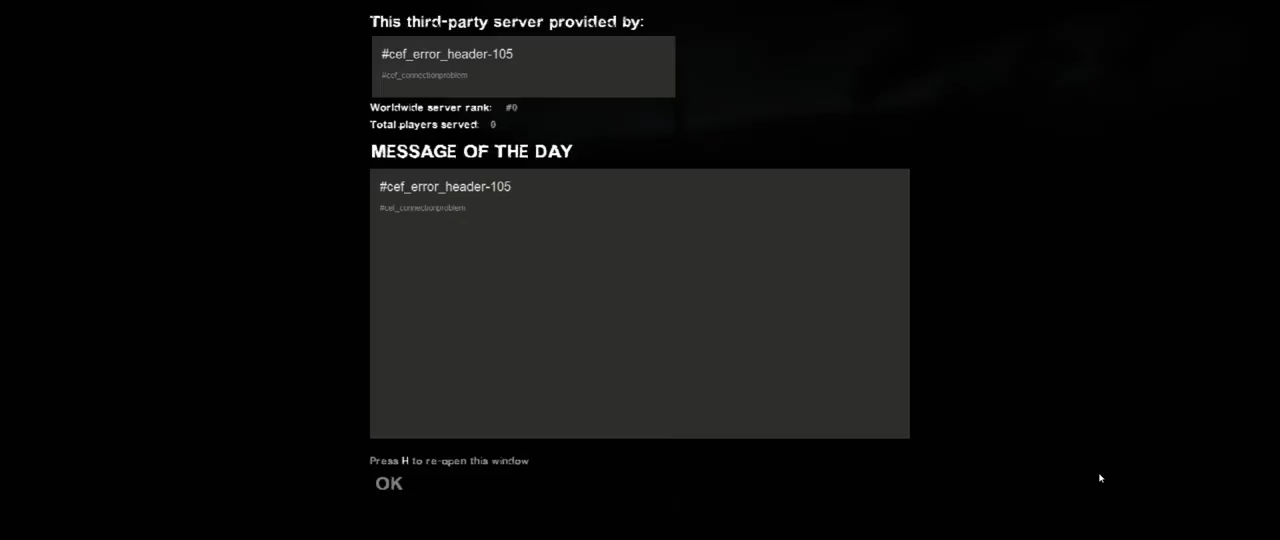 This third-party server provided by:
#cef_error_header-105
#cef_connectionproblem
Worldwide server rank: #0
Total players served: 0
MESSAGE OF THE DAY
#cef_error_header-105
#cef_connectionproblem
Press H to re-open this window
OK